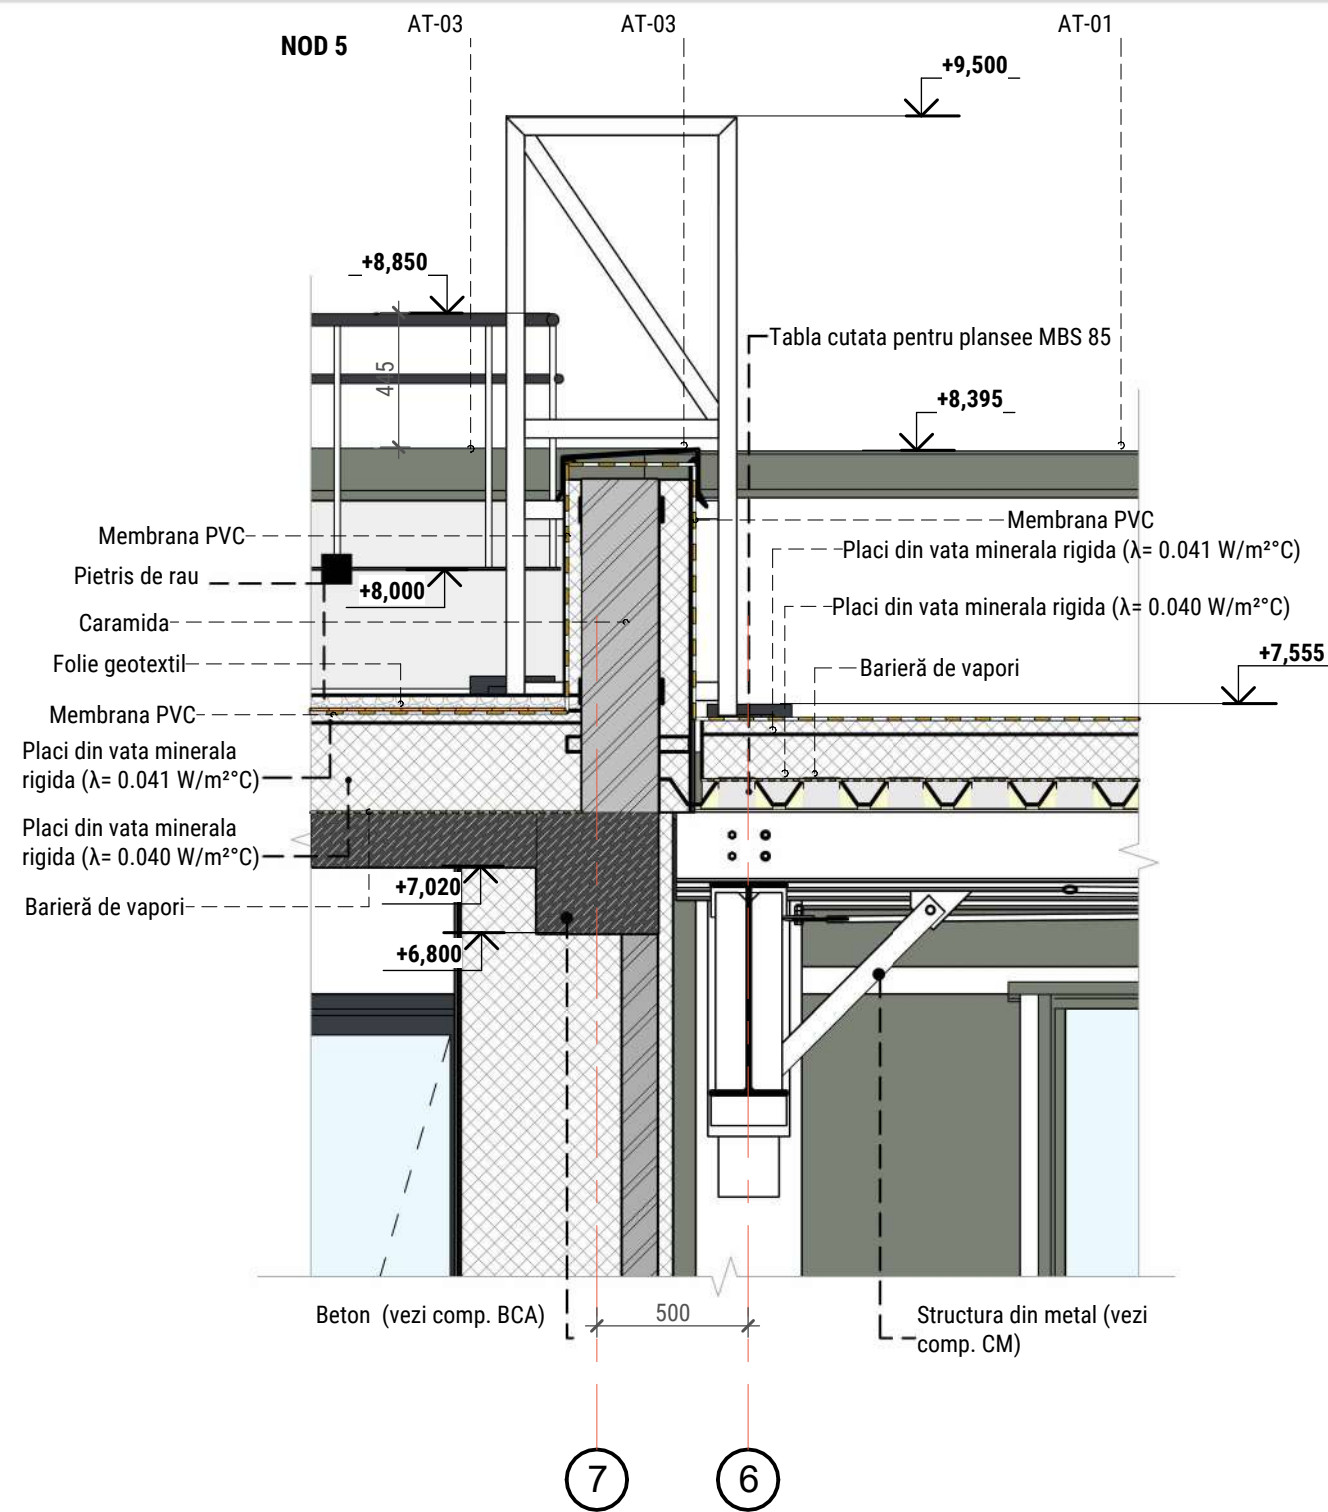 NOD 5
AT-03
AT-03
AT-01
+9,500
+8,850
445
Tabla cutata pentru plansee MBS 85
+8,395
Membrana PVC
Membrana PVC
Placi din vata minerala rigida (λ= 0.041 W/m²°C)
Pietris de rau
+8,000
Placi din vata minerala rigida (λ= 0.040 W/m²°C)
Caramida
Folie geotextil
Barieră de vapori
+7,555
Membrana PVC
Placi din vata minerala
rigida (λ= 0.041 W/m²°C)
Placi din vata minerala
rigida (λ= 0.040 W/m²°C)
+7,020
Barieră de vapori
+6,800
Beton (vezi comp. BCA)
500
Structura din metal (vezi
comp. CM)
7
6